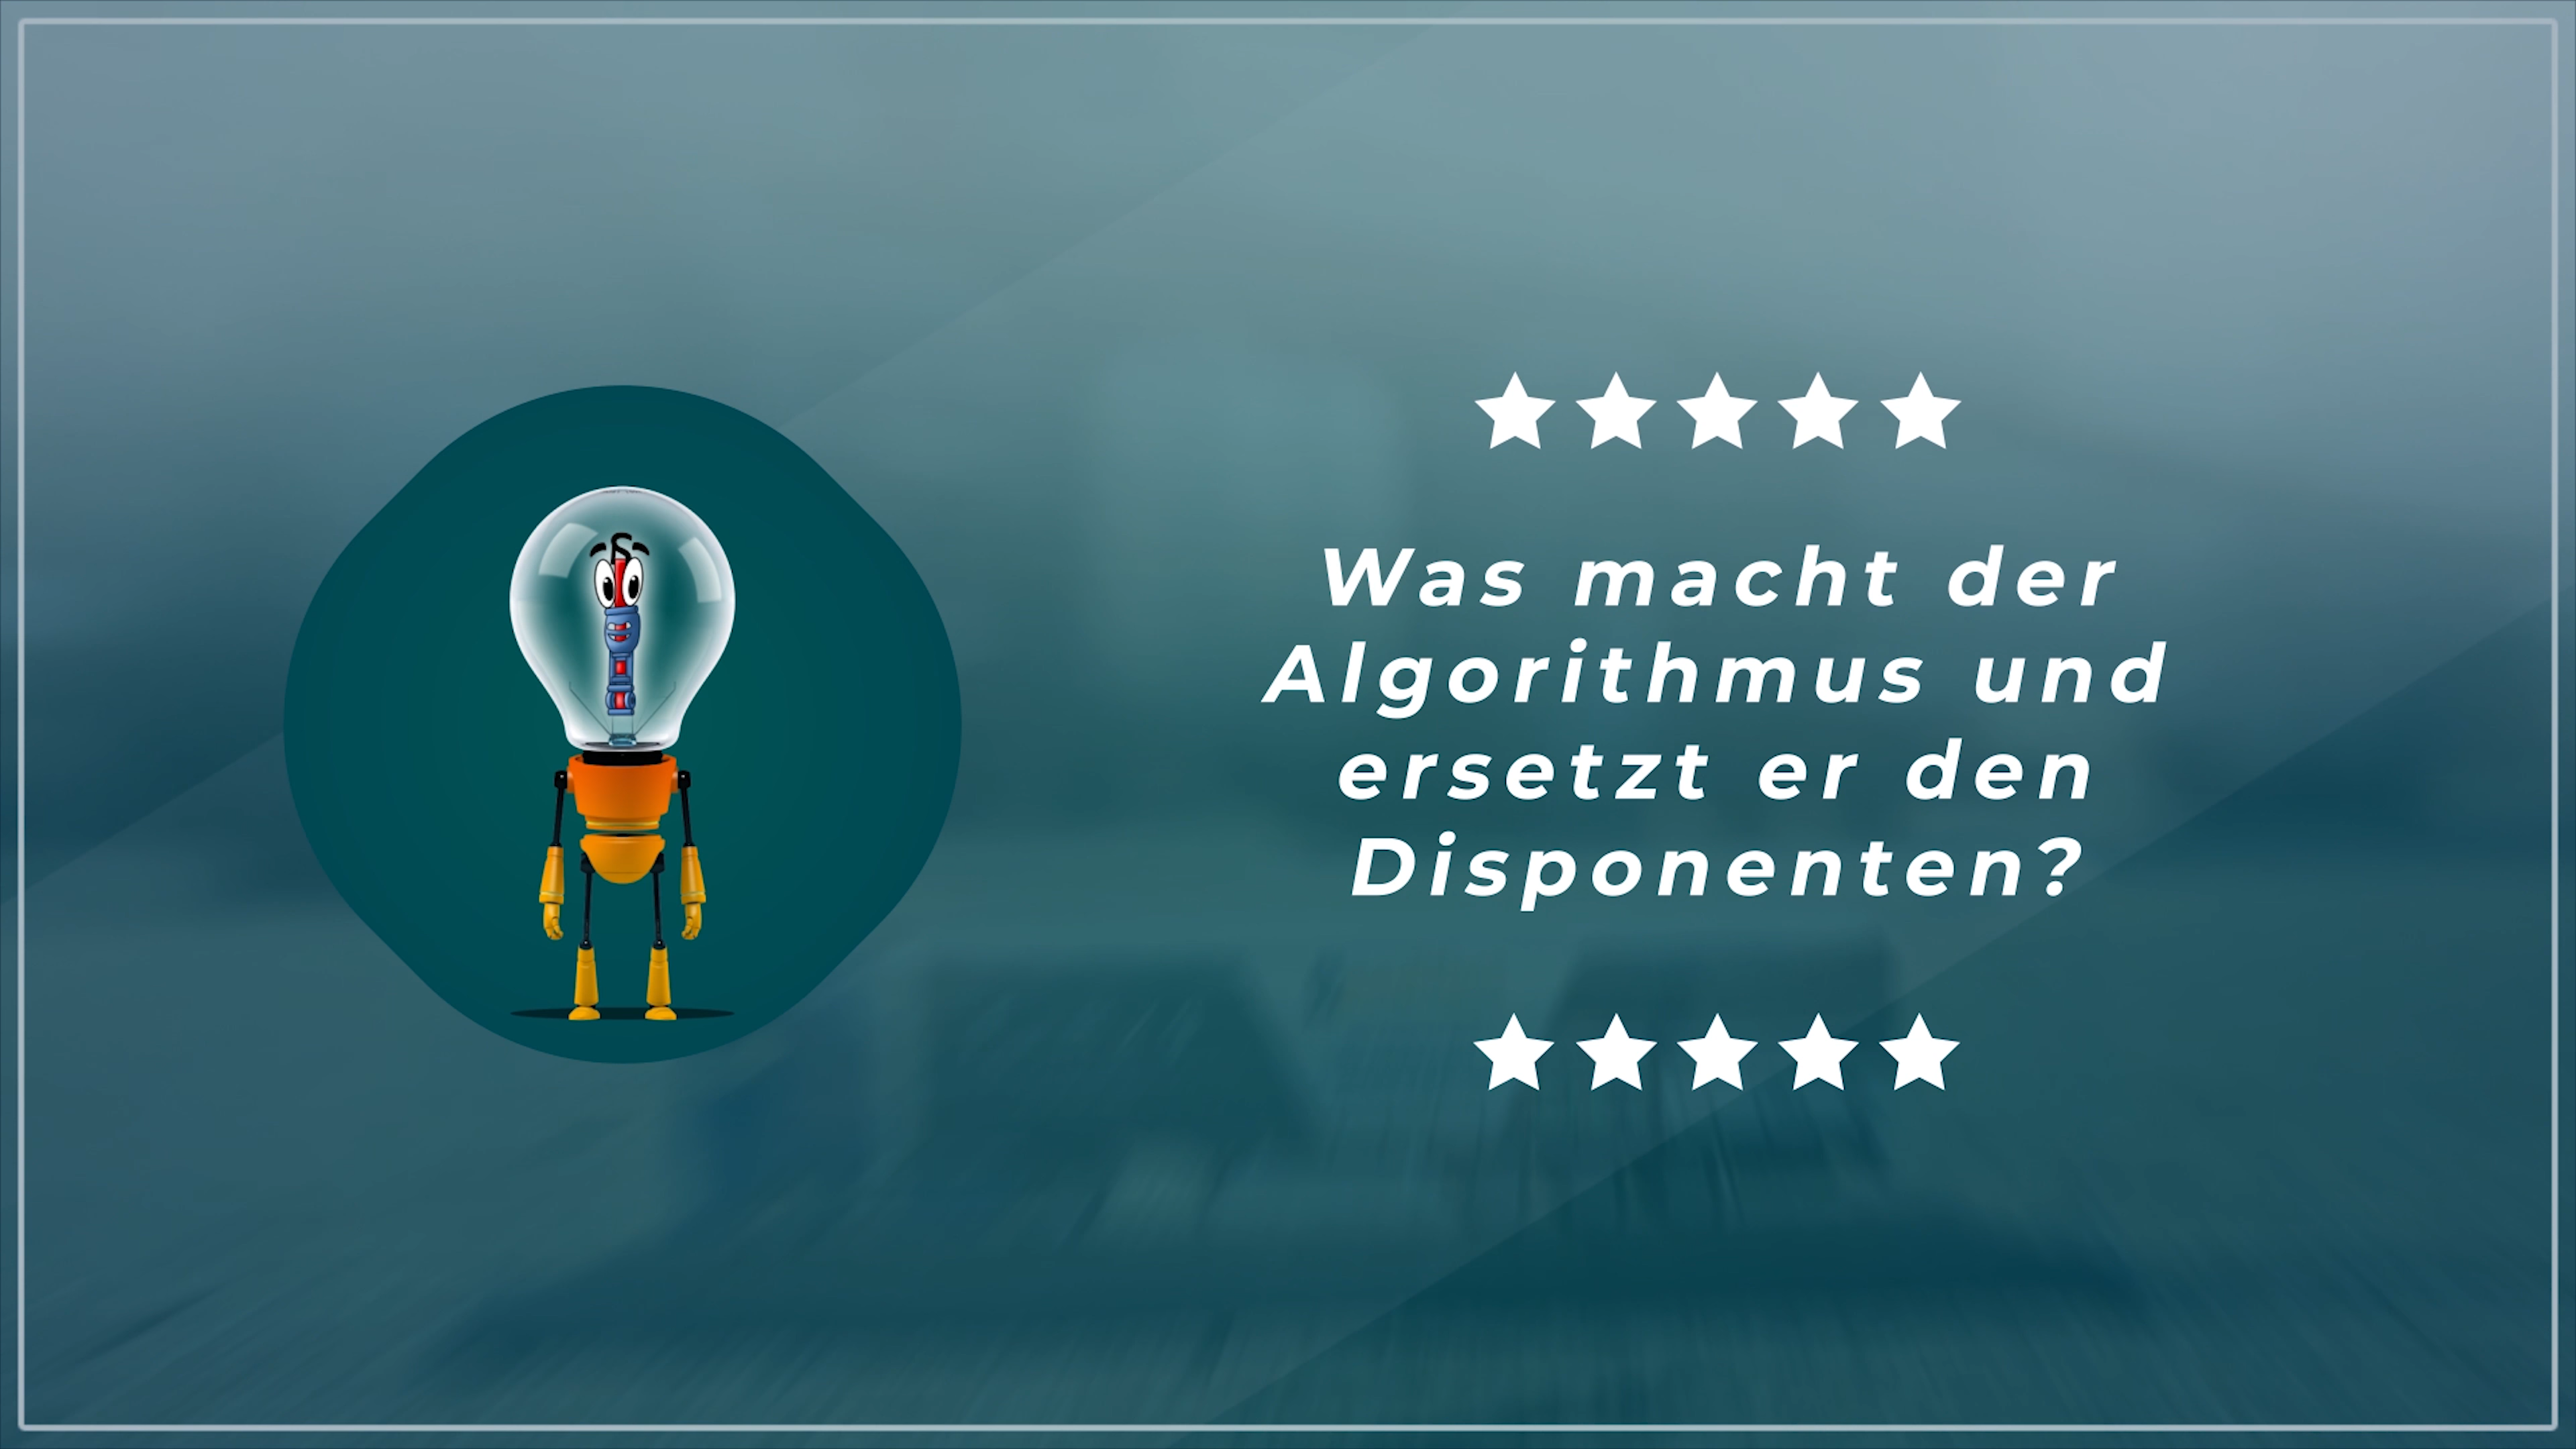 Was macht der
Algorithmus und
ersetzt er den
Disponenten?